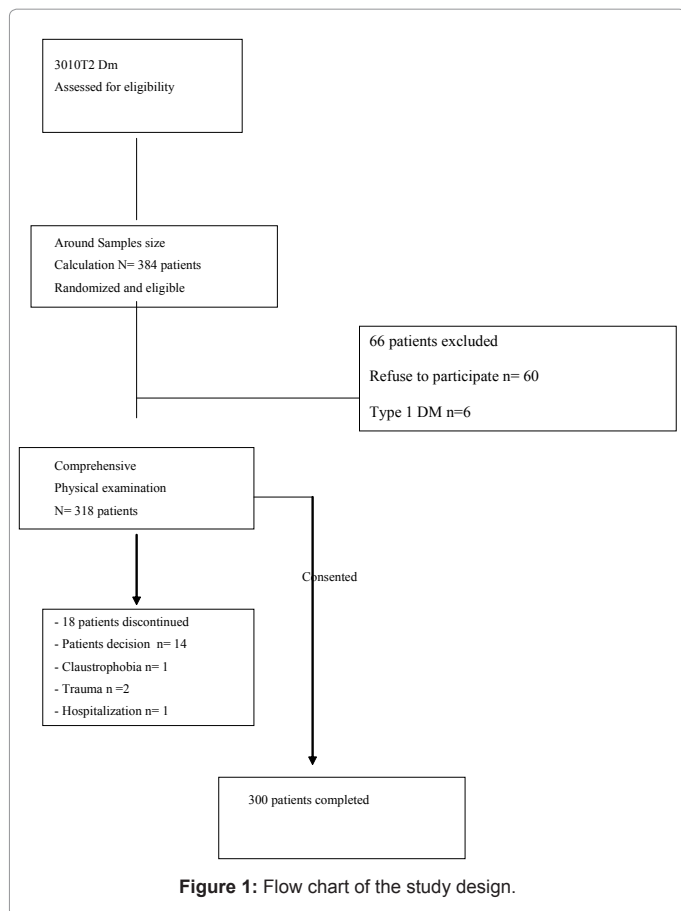 3010T2 Dm
Assessed for eligibility
Around Samples size
Calculation N= 384 patients
Randomized and eligible
66 patients excluded
Refuse to participate n= 60
Type 1 DM n=6
Comprehensive
Physical examination
N= 318 patients
Consented
- 18 patients discontinued
- Patients decision n= 14
- Claustrophobia n= 1
- Trauma n =2
- Hospitalization n= 1
300 patients completed
Figure 1: Flow chart of the study design.